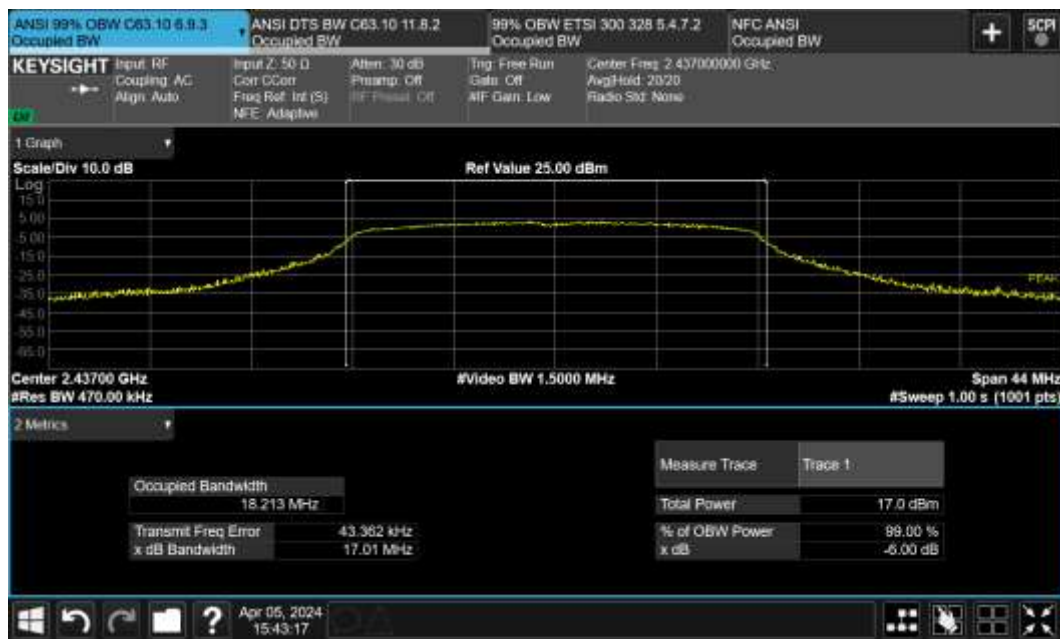 ANSI 99% OBW C63.10 6.9.3
Occupied BW
ANSI DTS BW C63.10 11.8.2
Occupied BW
99% OBW ETSI 300 328 5.4.7.2
Occupied BW
NFC ANSI
Occupied BW
+
SCPI
KEYSIGHT
Input: RF
Coupling: AC
Align: Auto
Input Z: 50 Ω
Corr CCorr
Freq Ref: Int (S)
NFE: Adaptive
Atten: 30 dB
Preamp: Off
Trig: Free Run
Gate: Off
#IF Gain: Low
Center Freq: 2.437000000 GHz
Avg|Hold: 20/20
Radio Std: None
1 Graph
Scale/Div 10.0 dB
Ref Value 25.00 dBm
Log
15.0
5.00
-5.00
-15.0
-25.0
-35.0
-45.0
-55.0
-65.0
PEAK
Center 2.43700 GHz
#Video BW 1.5000 MHz
Span 44 MHz
#Res BW 470.00 kHz
#Sweep 1.00 s (1001 pts)
2 Metrics
Measure Trace Trace 1
Occupied Bandwidth
18.213 MHz
Total Power 17.0 dBm
Transmit Freq Error 43.362 kHz
% of OBW Power 99.00 %
x dB Bandwidth 17.01 MHz
x dB -6.00 dB
?
Apr 05, 2024
15:43:17